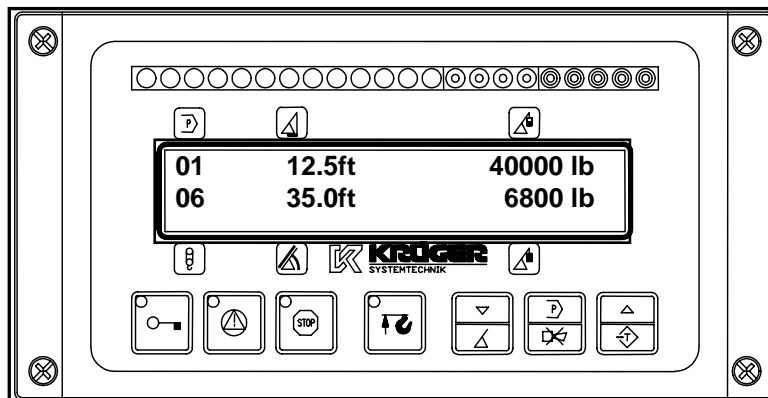 P
01 12.5ft 40000 lb
06 35.0ft 6800 lb
K KRÜGER
SYSTEMTECHNIK
STOP
P
T